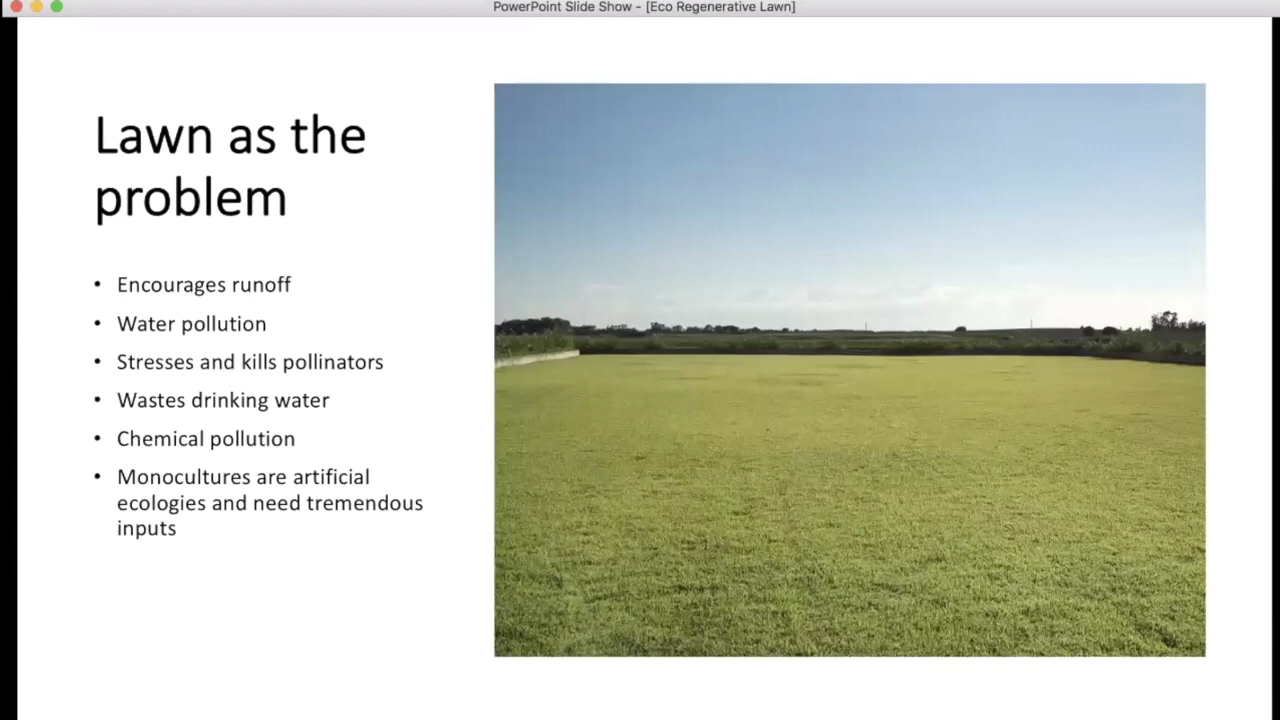 PowerPoint Slide Show - [Eco Regenerative Lawn]
Lawn as the
problem
• Encourages runoff
• Water pollution
• Stresses and kills pollinators
• Wastes drinking water
• Chemical pollution
• Monocultures are artificial
ecologies and need tremendous
inputs